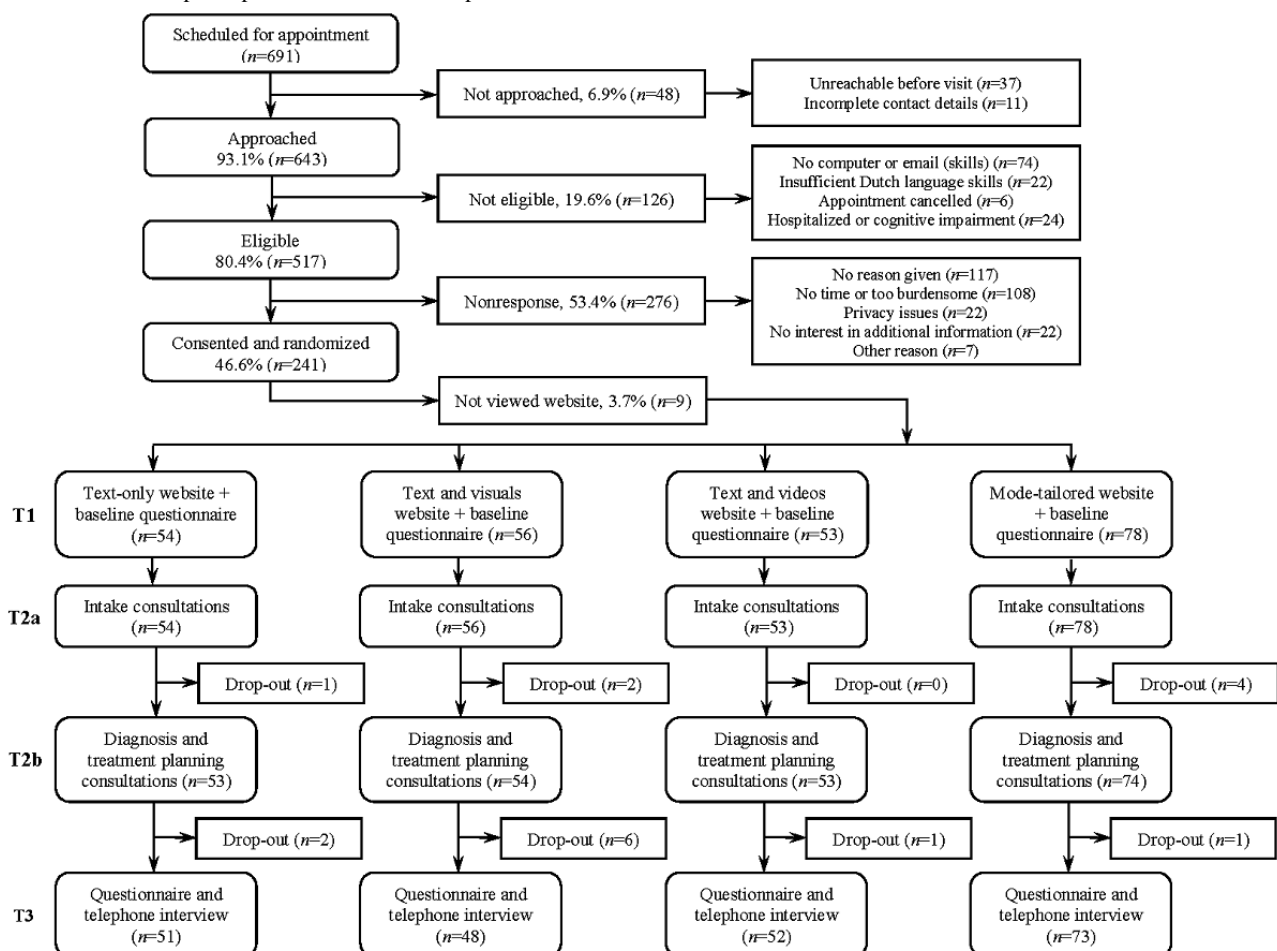 Scheduled for appointment
(n=691)
Not approached, 6.9% (n=48)
Unreachable before visit (n=37)
Incomplete contact details (n=11)
Approached
93.1% (n=643)
Not eligible, 19.6% (n=126)
No computer or email (skills) (n=74)
Insufficient Dutch language skills (n=22)
Appointment cancelled (n=6)
Hospitalized or cognitive impairment (n=24)
Eligible
80.4% (n=517)
Nonresponse, 53.4% (n=276)
No reason given (n=117)
No time or too burdensome (n=108)
Privacy issues (n=22)
No interest in additional information (n=22)
Other reason (n=7)
Consented and randomized
46.6% (n=241)
Not viewed website, 3.7% (n=9)
T1
Text-only website +
baseline questionnaire
(n=54)
Text and visuals
website + baseline
questionnaire (n=56)
Text and videos
website + baseline
questionnaire (n=53)
Mode-tailored website
+ baseline
questionnaire (n=78)
T2a
Intake consultations
(n=54)
Intake consultations
(n=56)
Intake consultations
(n=53)
Intake consultations
(n=78)
Drop-out (n=1)
Drop-out (n=2)
Drop-out (n=0)
Drop-out (n=4)
T2b
Diagnosis and
treatment planning
consultations (n=53)
Diagnosis and
treatment planning
consultations (n=54)
Diagnosis and
treatment planning
consultations (n=53)
Diagnosis and
treatment planning
consultations (n=74)
Drop-out (n=2)
Drop-out (n=6)
Drop-out (n=1)
Drop-out (n=1)
T3
Questionnaire and
telephone interview
(n=51)
Questionnaire and
telephone interview
(n=48)
Questionnaire and
telephone interview
(n=52)
Questionnaire and
telephone interview
(n=73)